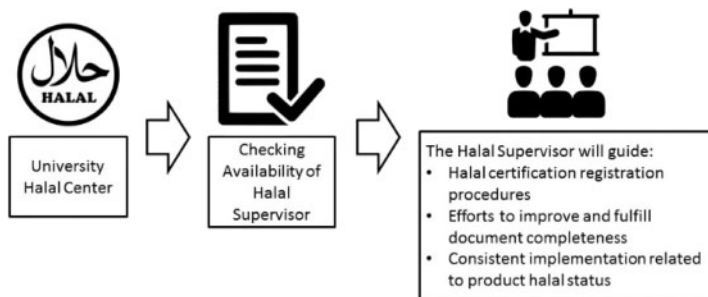 حلال
HALAL
University
Halal Center
Checking
Availability of
Halal
Supervisor
The Halal Supervisor will guide:
• Halal certification registration
procedures
• Efforts to improve and fulfill
document completeness
• Consistent implementation related
to product halal status